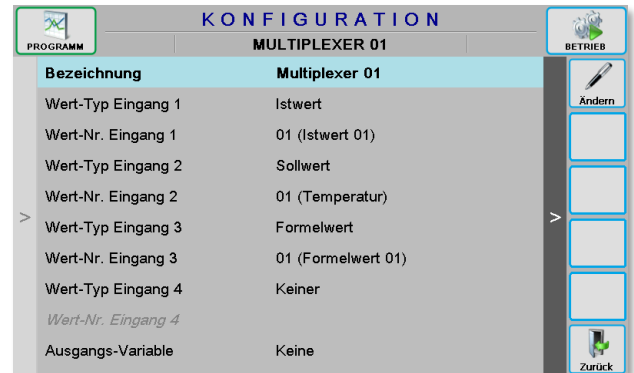 KONFIGURATION
PROGRAMM
MULTIPLEXER 01
BETRIEB
Bezeichnung Multiplexer 01
Wert-Typ Eingang 1 Istwert
Wert-Nr. Eingang 1 01 (Istwert 01)
Wert-Typ Eingang 2 Sollwert
Wert-Nr. Eingang 2 01 (Temperatur)
Wert-Typ Eingang 3 Formelwert
Wert-Nr. Eingang 3 01 (Formelwert 01)
Wert-Typ Eingang 4 Keiner
Wert-Nr. Eingang 4
Ausgangs-Variable Keine
>
>
Ändern
Zurück